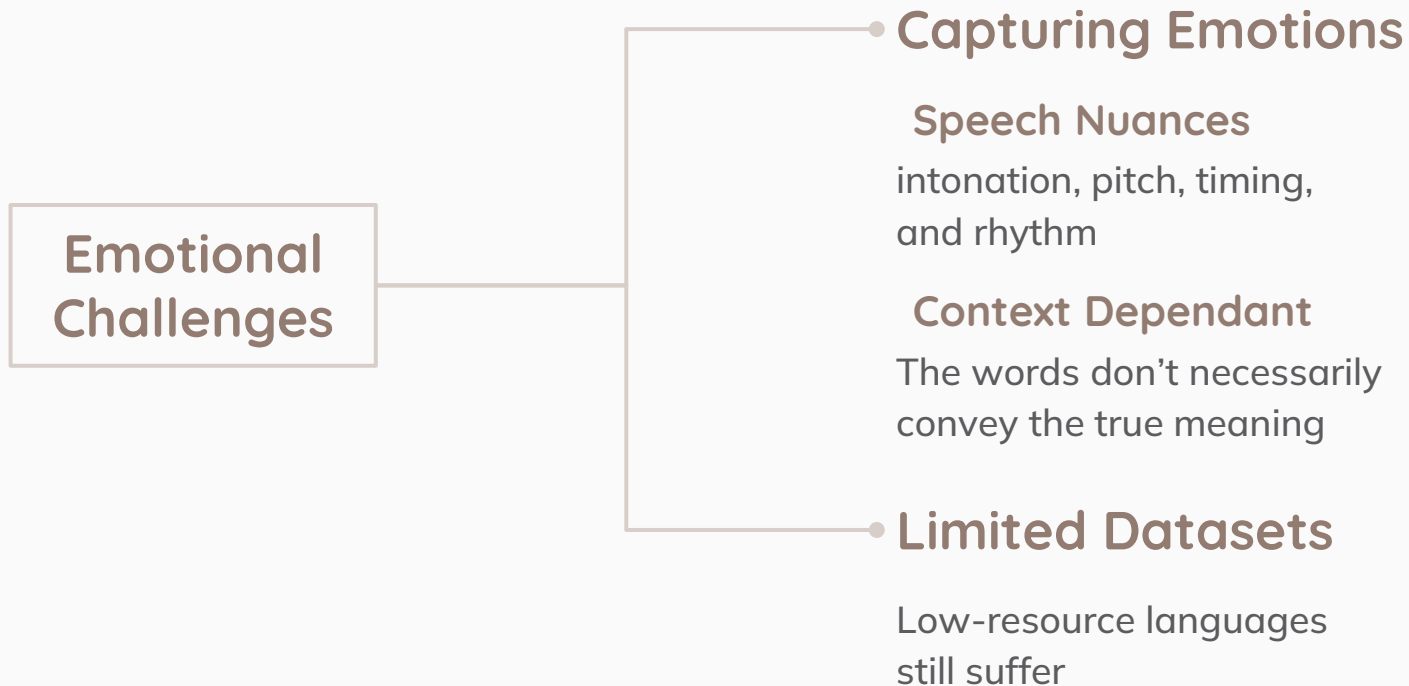 Emotional
Challenges
Capturing Emotions
Speech Nuances
intonation, pitch, timing,
and rhythm
Context Dependant
The words don’t necessarily
convey the true meaning
Limited Datasets
Low-resource languages
still suffer